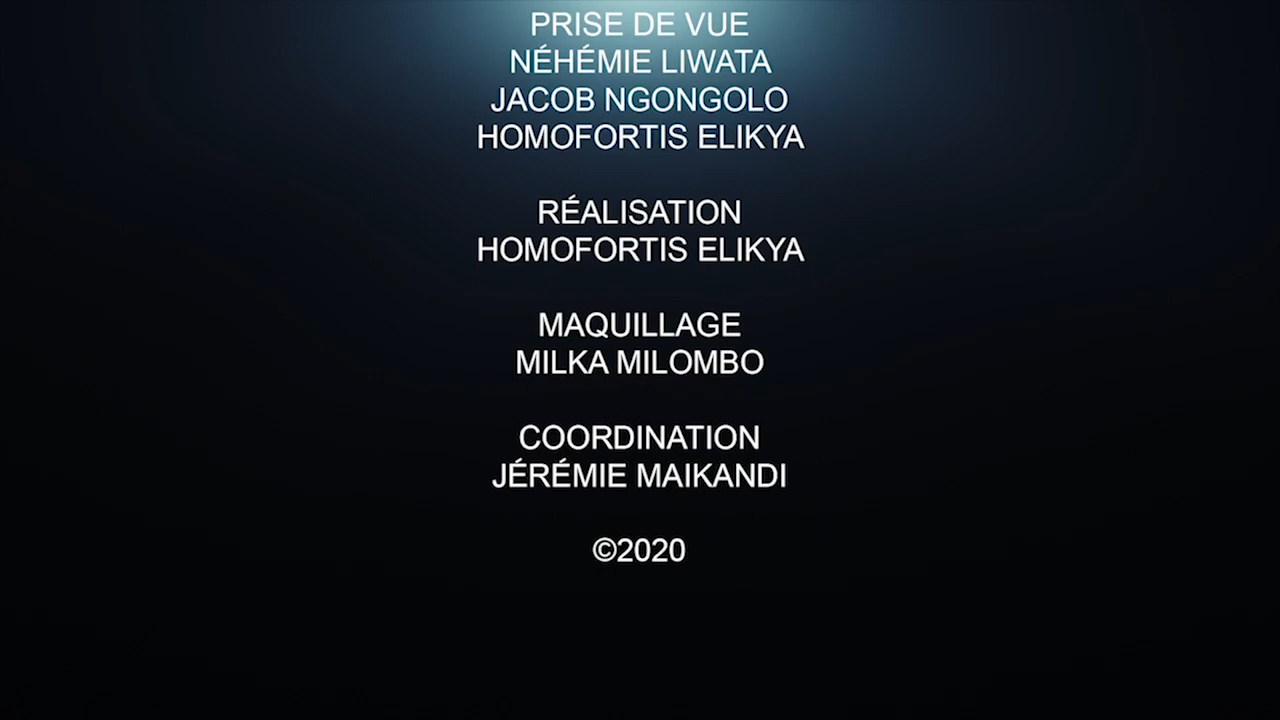 PRISE DE VUE
NÉHÉMIE LIWATA
JACOB NGONGOLO
HOMOFORTIS ELIKYA
RÉALISATION
HOMOFORTIS ELIKYA
MAQUILLAGE
MILKA MILOMBO
COORDINATION
JÉRÉMIE MAIKANDI
©2020